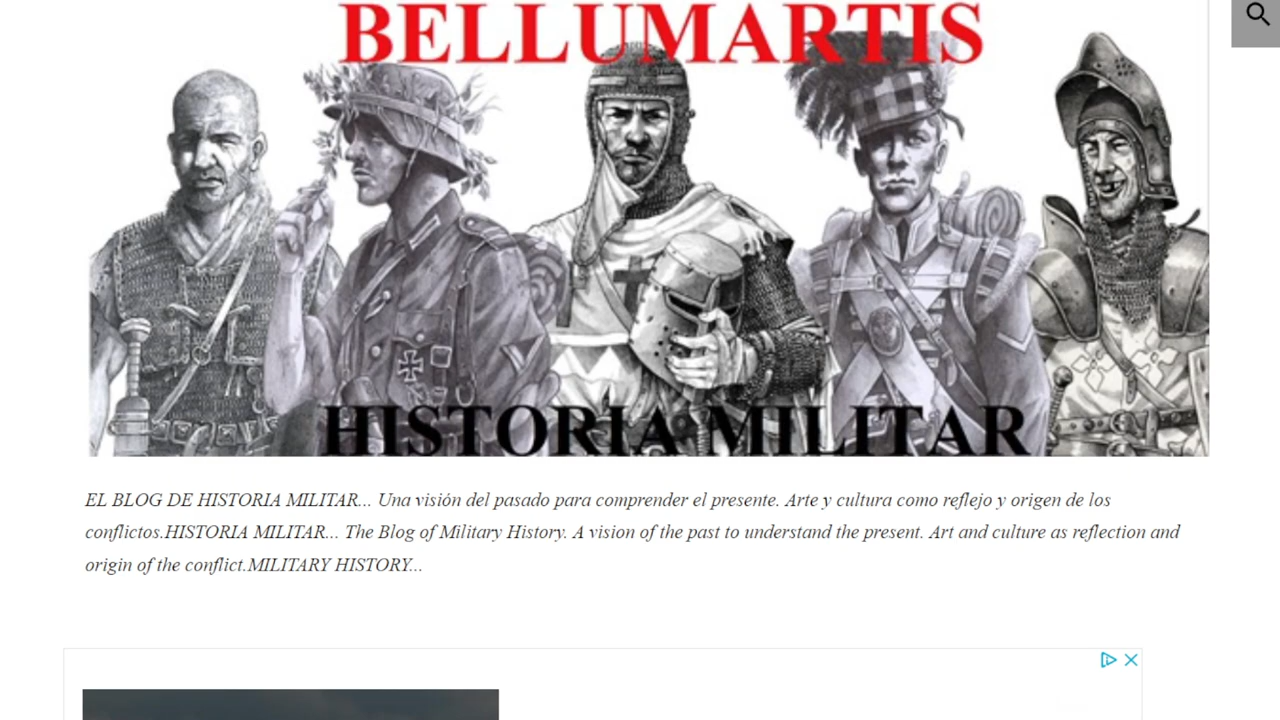 BELLUMARTIS
HISTORIA MILITAR
EL BLOG DE HISTORIA MILITAR... Una visión del pasado para comprender el presente. Arte y cultura como reflejo y origen de los
conflictos.HISTORIA MILITAR... The Blog of Military History. A vision of the past to understand the present. Art and culture as reflection and
origin of the conflict.MILITARY HISTORY...